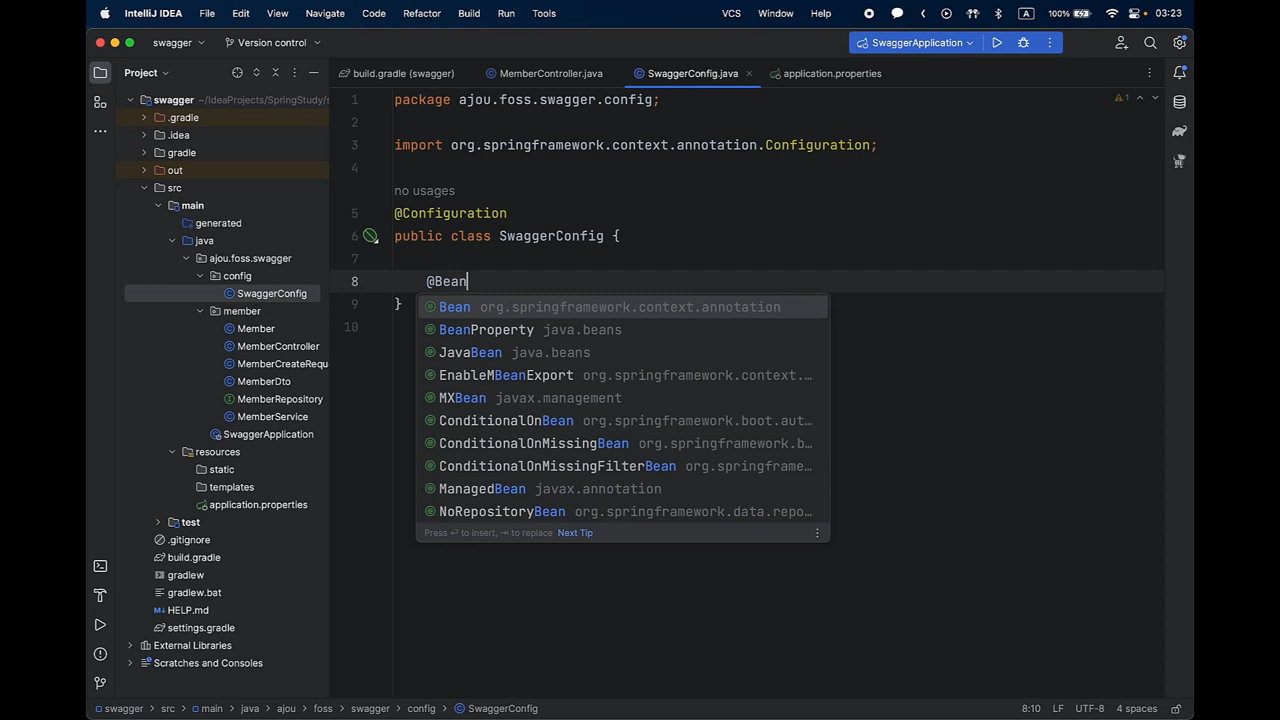 IntelliJ IDEA File Edit View Navigate Code Refactor Build Run Tools VCS Window Help A 100% 03:23
swagger Version control SwaggerApplication
Project build.gradle (swagger) MemberController.java SwaggerConfig.java application.properties
swagger ~/IdeaProjects/SpringStudy/s
.gradle
.idea
gradle
out
src
main
generated
java
ajou.foss.swagger
config
SwaggerConfig
member
Member
MemberController
MemberCreateRequ
MemberDto
MemberRepository
MemberService
SwaggerApplication
resources
static
templates
application.properties
test
.gitignore
build.gradle
gradlew
gradlew.bat
HELP.md
settings.gradle
External Libraries
Scratches and Consoles
1 package ajou.foss.swagger.config; 1
2
3 import org.springframework.context.annotation.Configuration;
4
no usages
5 @Configuration
6 public class SwaggerConfig {
7
8 @Bean
9 }
10
Bean org.springframework.context.annotation
BeanProperty java.beans
JavaBean java.beans
EnableMBeanExport org.springframework.context.…
MXBean javax.management
ConditionalOnBean org.springframework.boot.aut…
ConditionalOnMissingBean org.springframework.b…
ConditionalOnMissingFilterBean org.springframe…
ManagedBean javax.annotation
NoRepositoryBean org.springframework.data.repo…
Press ⏎ to insert, ⇥ to replace Next Tip
swagger > src > main > java > ajou > foss > swagger > config > SwaggerConfig 8:10 LF UTF-8 4 spaces